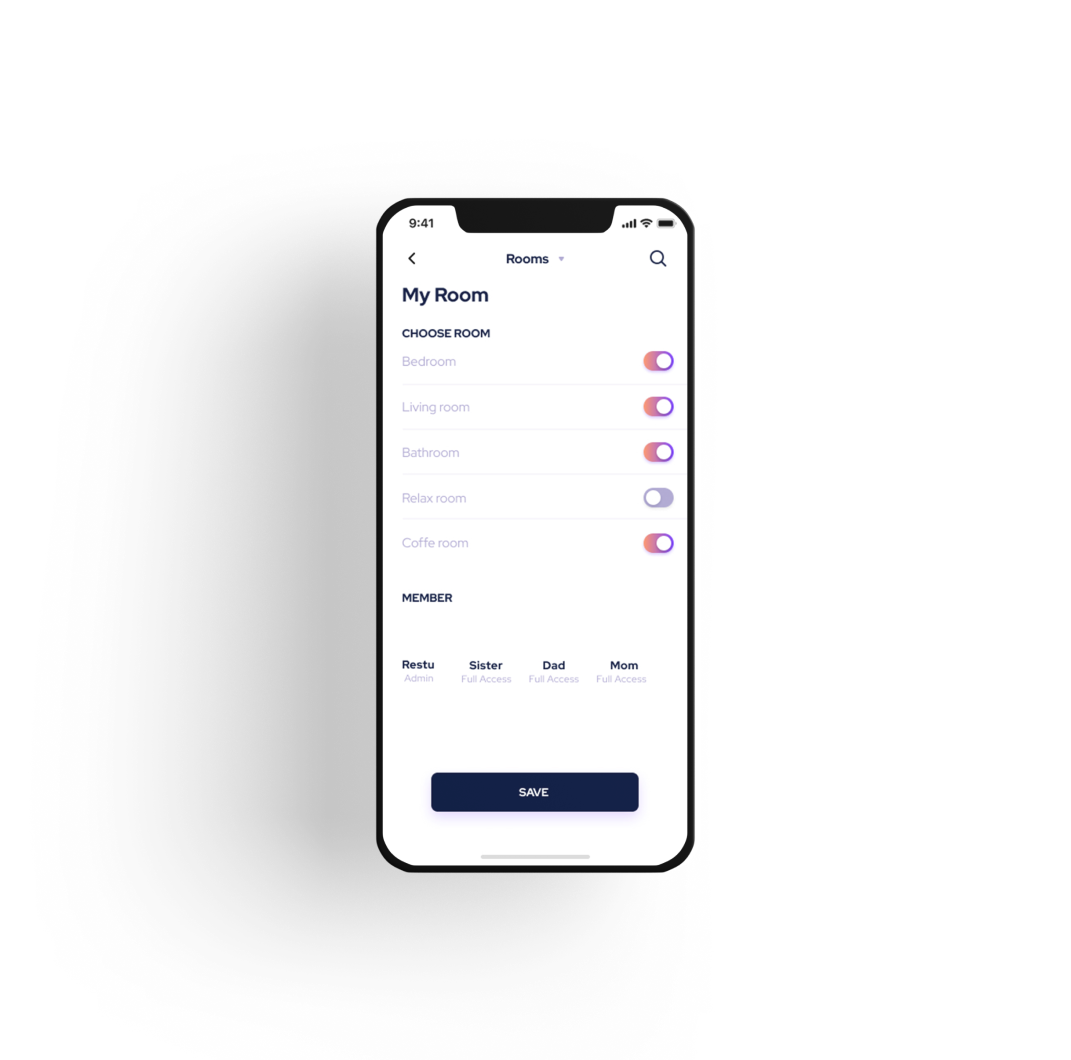 9:41
Rooms
My Room
CHOOSE ROOM
Bedroom
Living room
Bathroom
Relax room
Coffe room
MEMBER
Restu Sister Dad Mom
Admin Full Access Full Access Full Access
SAVE